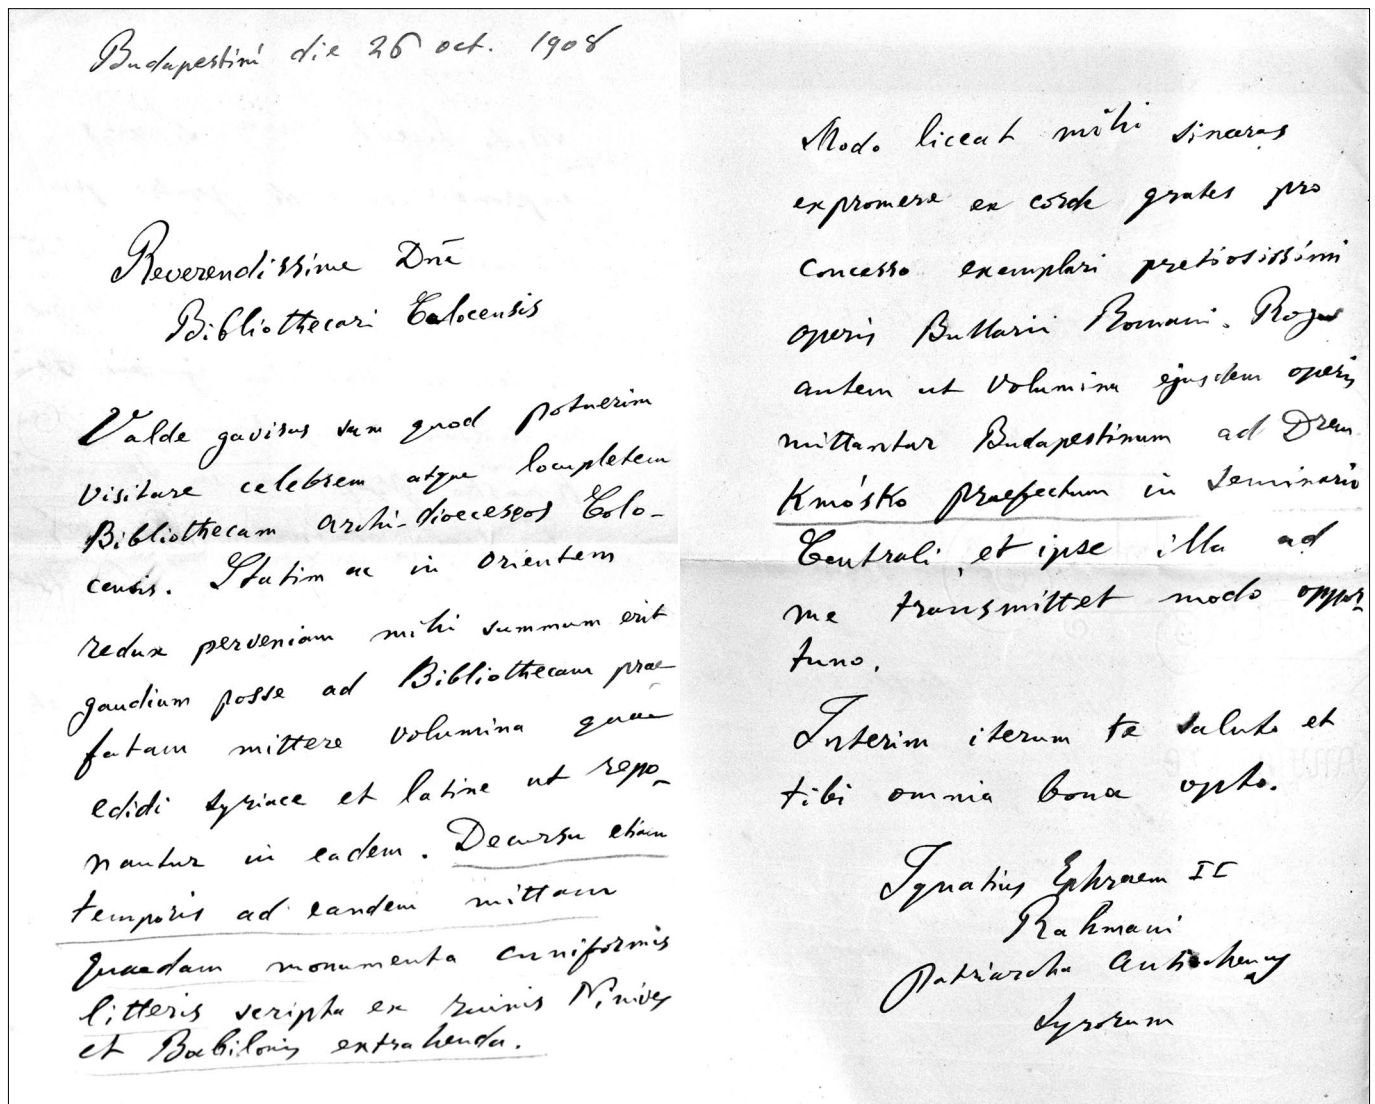 Budapestini die 26 oct. 1908
Reverendissime Dnē
Bibliothecari Colocensis
Valde gavisus sum quod potuerim
visitare celebrem atque locupletem
Bibliothecam archi-dioeceseos Colo-
censis. Statim ac in orientem
redux perveniam mihi summum erit
gaudium posse ad Bibliothecam prae-
fatam mittere volumina quae
edidi syriace et latine ut repo-
nantur in eadem. Decursu etiam
temporis ad eandem mittam
quaedam monumenta cuniformis
litteris scripta ex ruinis Ninives
et Babilonis extrahenda.
Modo liceat mihi sinceras
expromere ex corde grates pro
concesso exemplari pretiosissimi
operis Bullarii Romani. Rogo
autem ut volumina ejusdem operis
mittantur Budapestinum ad Drem
Kmósko praefectum in Seminario
Centrali, et ipse illa ad
me transmittet modo oppor-
tuno.
Interim iterum te saluto et
tibi omnia bona opto.
Ignatius Ephraem II
Rahmani
Patriarcha Antiochenus
Syrorum